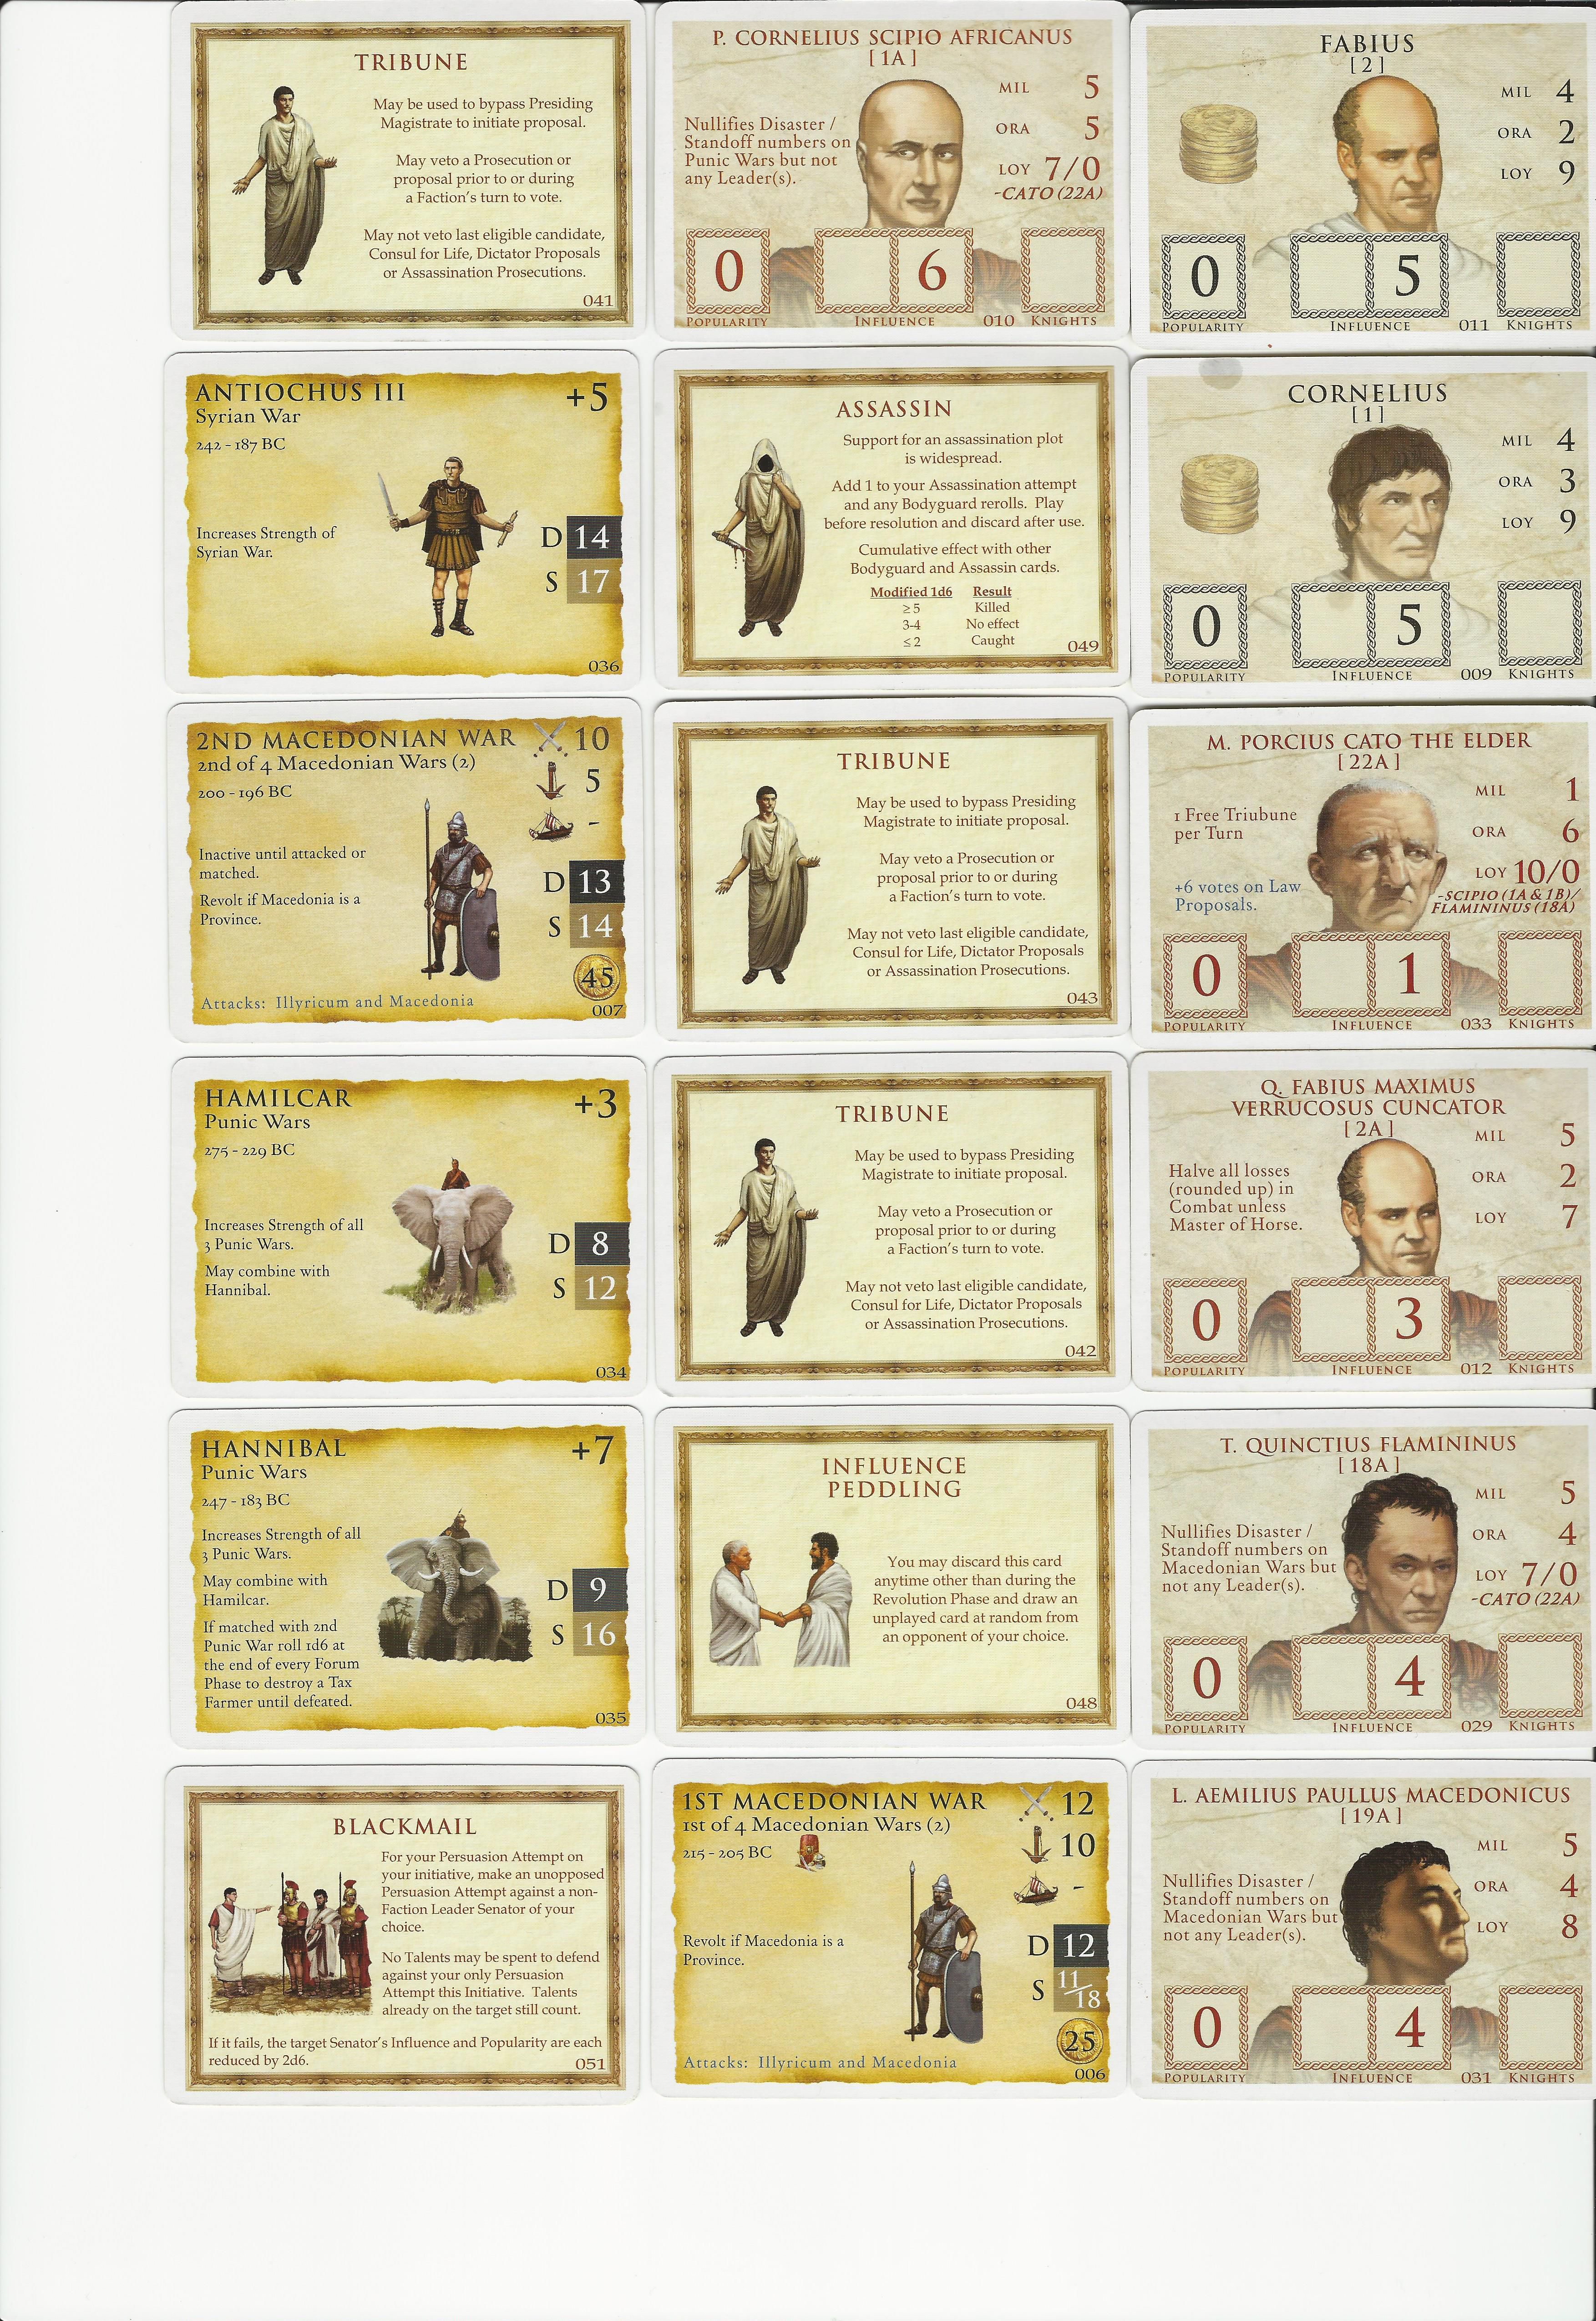 TRIBUNE
May be used to bypass Presiding
Magistrate to initiate proposal.
May veto a Prosecution or
proposal prior to or during
a Faction's turn to vote.
May not veto last eligible candidate,
Consul for Life, Dictator Proposals
or Assassination Prosecutions.
041
P. CORNELIUS SCIPIO AFRICANUS
[1A]
MIL 5
Nullifies Disaster /
Standoff numbers on
Punic Wars but not
any Leader(s).
ORA 5
LOY 7/0
-CATO (22A)
0 6
POPULARITY INFLUENCE 010 KNIGHTS
FABIUS
[2]
MIL 4
ORA 2
LOY 9
0 5
POPULARITY INFLUENCE 011 KNIGHTS
ANTIOCHUS III +5
Syrian War
242 - 187 BC
Increases Strength of
Syrian War.
D 14
S 17
036
ASSASSIN
Support for an assassination plot
is widespread.
Add 1 to your Assassination attempt
and any Bodyguard rerolls. Play
before resolution and discard after use.
Cumulative effect with other
Bodyguard and Assassin cards.
Modified 1d6 Result
≥ 5 Killed
3-4 No effect
≤ 2 Caught
049
CORNELIUS
[1]
MIL 4
ORA 3
LOY 9
0 5
POPULARITY INFLUENCE 009 KNIGHTS
2ND MACEDONIAN WAR 10
2nd of 4 Macedonian Wars (2)
200 - 196 BC
5
-
Inactive until attacked or
matched.
Revolt if Macedonia is a
Province.
D 13
S 14
45
Attacks: Illyricum and Macedonia
007
TRIBUNE
May be used to bypass Presiding
Magistrate to initiate proposal.
May veto a Prosecution or
proposal prior to or during
a Faction's turn to vote.
May not veto last eligible candidate,
Consul for Life, Dictator Proposals
or Assassination Prosecutions.
043
M. PORCIUS CATO THE ELDER
[22A]
MIL 1
1 Free Triubune
per Turn
ORA 6
LOY 10/0
+6 votes on Law
Proposals.
-SCIPIO (1A & 1B)/
FLAMININUS (18A)
0 1
POPULARITY INFLUENCE 033 KNIGHTS
HAMILCAR +3
Punic Wars
275 - 229 BC
Increases Strength of all
3 Punic Wars.
May combine with
Hannibal.
D 8
S 12
034
TRIBUNE
May be used to bypass Presiding
Magistrate to initiate proposal.
May veto a Prosecution or
proposal prior to or during
a Faction's turn to vote.
May not veto last eligible candidate,
Consul for Life, Dictator Proposals
or Assassination Prosecutions.
042
Q. FABIUS MAXIMUS
VERRUCOSUS CUNCATOR
[2A]
MIL 5
Halve all losses
(rounded up) in
Combat unless
Master of Horse.
ORA 2
LOY 7
0 3
POPULARITY INFLUENCE 012 KNIGHTS
HANNIBAL +7
Punic Wars
247 - 183 BC
Increases Strength of all
3 Punic Wars.
May combine with
Hamilcar.
If matched with 2nd
Punic War roll 1d6 at
the end of every Forum
Phase to destroy a Tax
Farmer until defeated.
D 9
S 16
035
INFLUENCE
PEDDLING
You may discard this card
anytime other than during the
Revolution Phase and draw an
unplayed card at random from
an opponent of your choice.
048
T. QUINCTIUS FLAMININUS
[18A]
MIL 5
Nullifies Disaster /
Standoff numbers on
Macedonian Wars but
not any Leader(s).
ORA 4
LOY 7/0
-CATO (22A)
0 4
POPULARITY INFLUENCE 029 KNIGHTS
BLACKMAIL
For your Persuasion Attempt on
your initiative, make an unopposed
Persuasion Attempt against a non-
Faction Leader Senator of your
choice.
No Talents may be spent to defend
against your only Persuasion
Attempt this Initiative. Talents
already on the target still count.
If it fails, the target Senator's Influence and Popularity are each
reduced by 2d6.
051
1ST MACEDONIAN WAR 12
1st of 4 Macedonian Wars (2)
215 - 205 BC
10
-
Revolt if Macedonia is a
Province.
D 12
S 11/18
25
Attacks: Illyricum and Macedonia
006
L. AEMILIUS PAULLUS MACEDONICUS
[19A]
MIL 5
Nullifies Disaster /
Standoff numbers on
Macedonian Wars but
not any Leader(s).
ORA 4
LOY 8
0 4
POPULARITY INFLUENCE 031 KNIGHTS